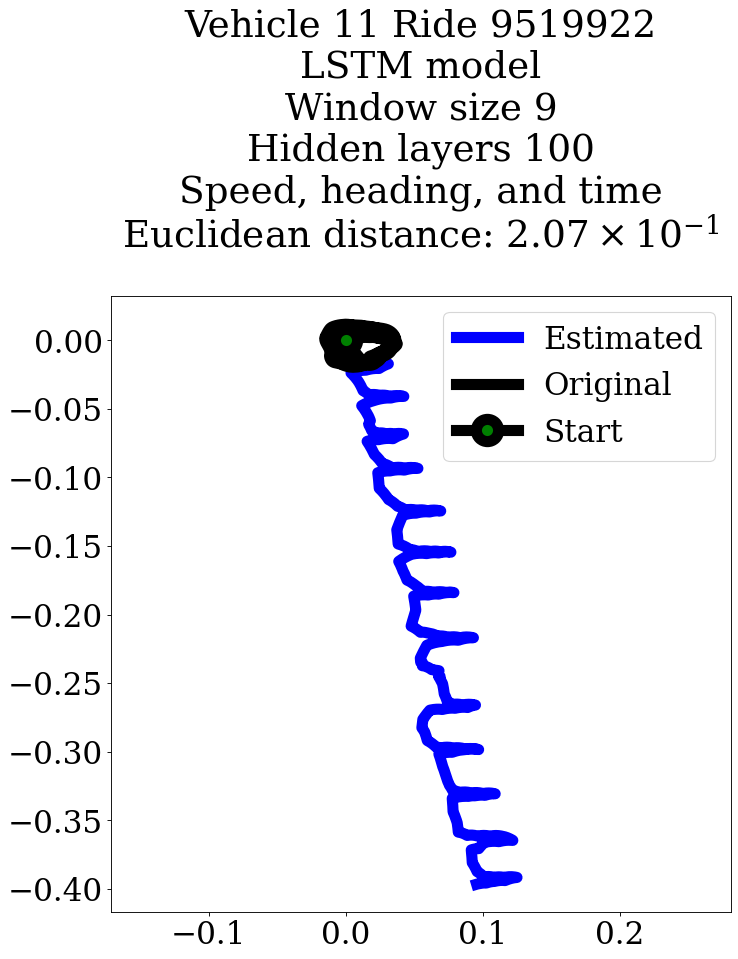 Vehicle 11 Ride 9519922
LSTM model
Window size 9
Hidden layers 100
Speed, heading, and time
Euclidean distance: 2.07 × 10⁻¹
Estimated
Original
Start
0.00
−0.05
−0.10
−0.15
−0.20
−0.25
−0.30
−0.35
−0.40
−0.1 0.0 0.1 0.2